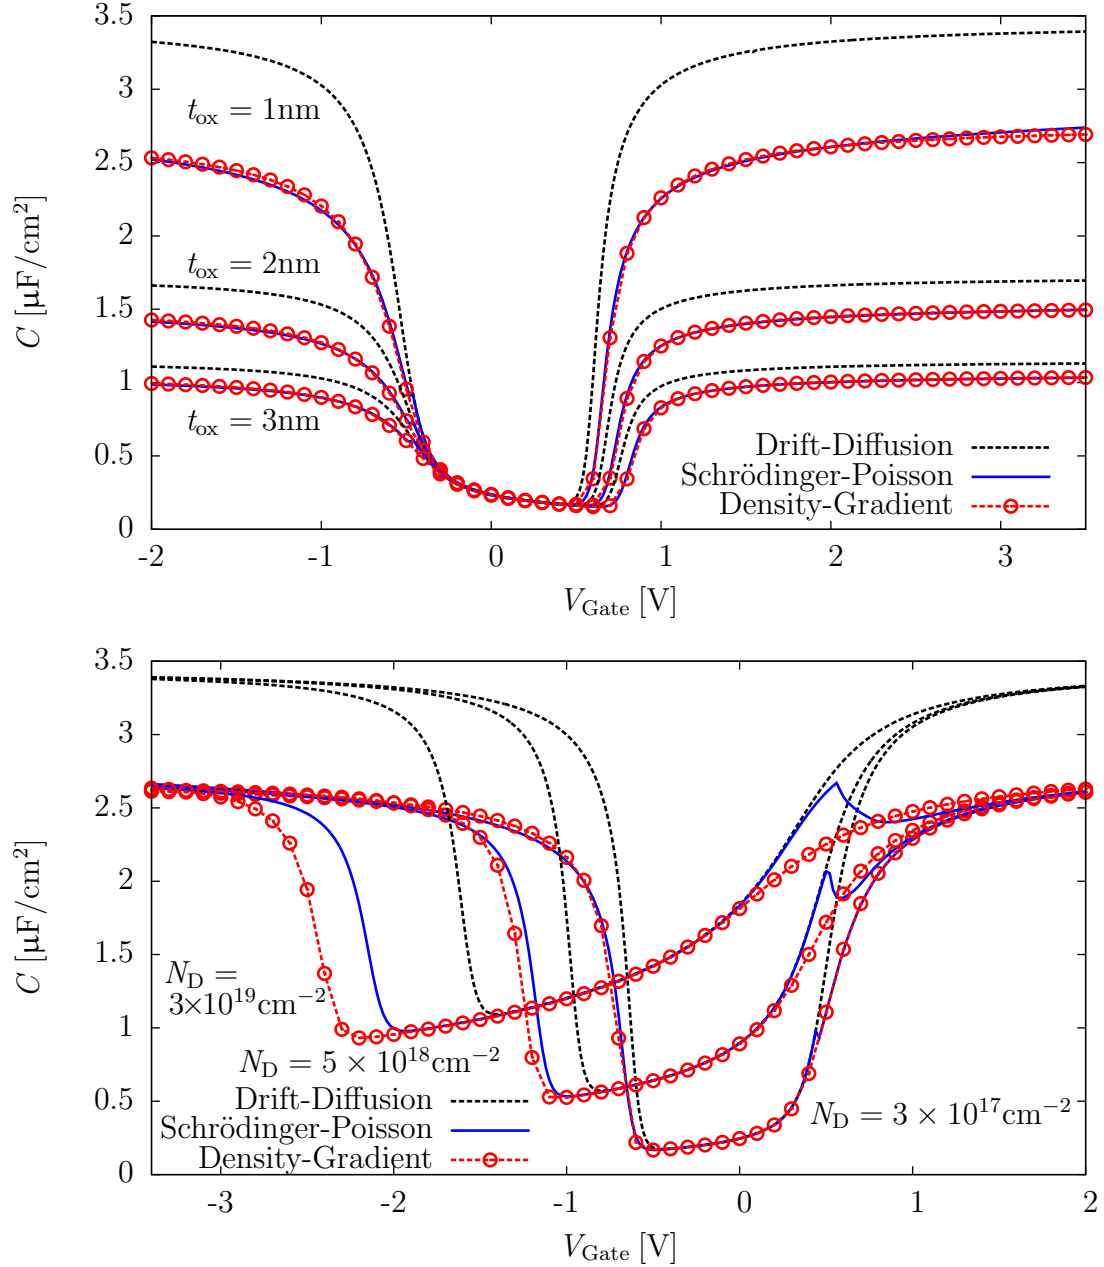 3.5
3
2.5
2
1.5
1
0.5
0
C [µF/cm²]
t_ox = 1nm
t_ox = 2nm
t_ox = 3nm
Drift-Diffusion
Schrödinger-Poisson
Density-Gradient
-2 -1 0 1 2 3
V_Gate [V]
3.5
3
2.5
2
1.5
1
0.5
0
C [µF/cm²]
N_D =
3×10¹⁹cm⁻²
N_D = 5 × 10¹⁸cm⁻²
Drift-Diffusion
Schrödinger-Poisson
Density-Gradient
N_D = 3 × 10¹⁷cm⁻²
-3 -2 -1 0 1 2
V_Gate [V]